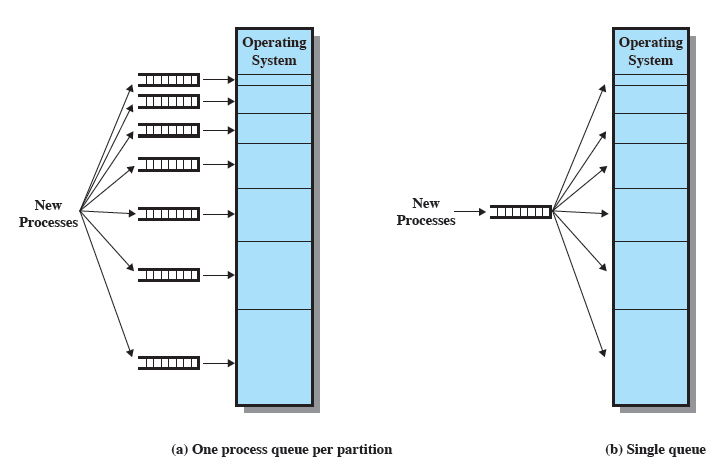 Operating
System
New
Processes
(a) One process queue per partition
Operating
System
New
Processes
(b) Single queue